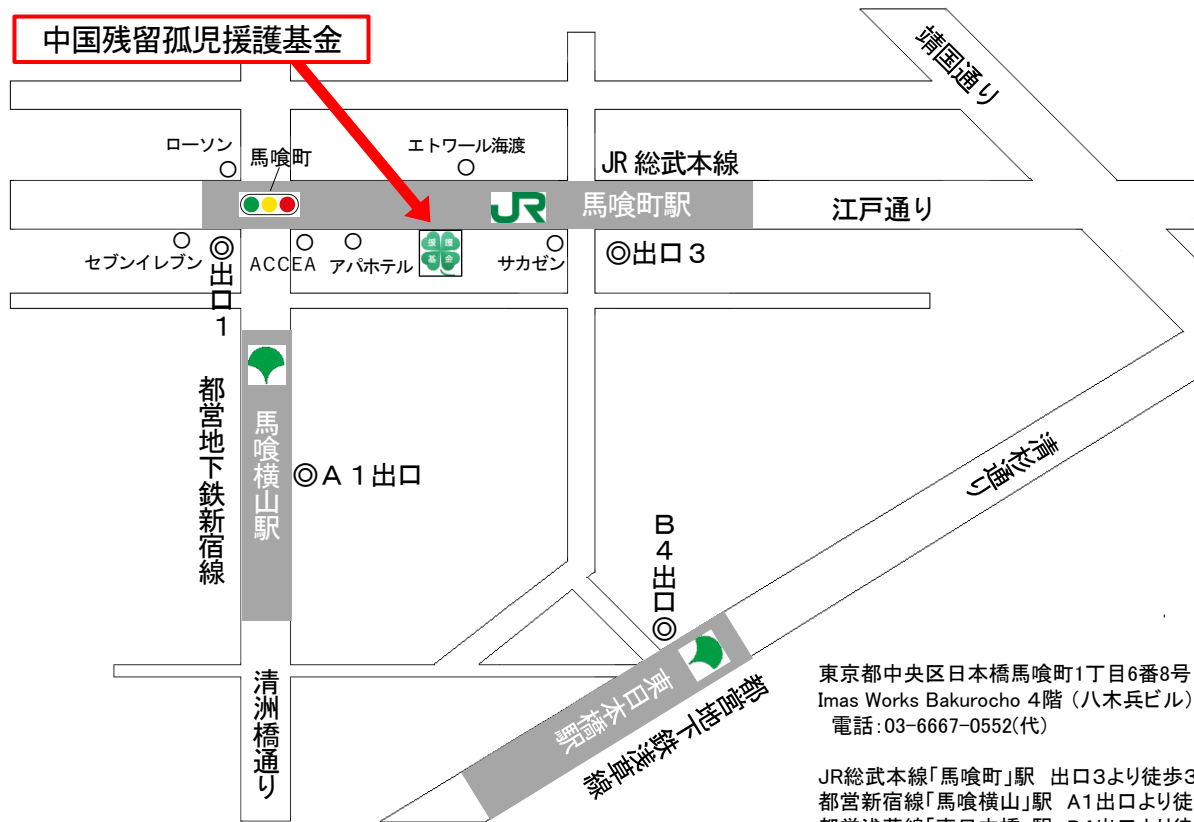 中国残留孤児援護基金
靖国通り
ローソン
馬喰町
エトワール海渡
JR 総武本線
JR
馬喰町駅
江戸通り
セブンイレブン
◎出口1
ACCEA
アパホテル
援護
基金
サカゼン
◎出口3
都営地下鉄新宿線
馬喰横山駅
◎A1出口
清杉通り
B4出口◎
東日本橋駅
都営地下鉄浅草線
清洲橋通り
東京都中央区日本橋馬喰町1丁目6番8号
Imas Works Bakurocho 4階 (八木兵ビル)
電話:03-6667-0552(代)
JR総武本線「馬喰町」駅 出口3より徒歩3
都営新宿線「馬喰横山」駅 A1出口より徒